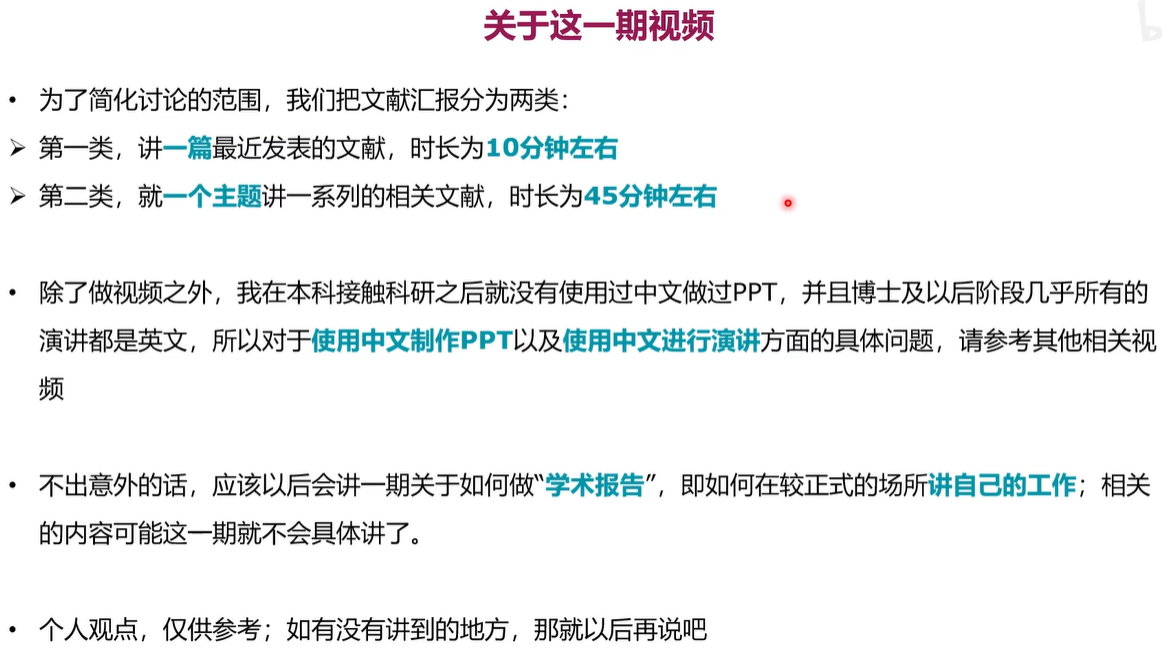 关于这一期视频
• 为了简化讨论的范围，我们把文献汇报分为两类：
➢ 第一类，讲一篇最近发表的文献，时长为10分钟左右
➢ 第二类，就一个主题讲一系列的相关文献，时长为45分钟左右
• 除了做视频之外，我在本科接触科研之后就没有使用过中文做过PPT，并且博士及以后阶段几乎所有的
演讲都是英文，所以对于使用中文制作PPT以及使用中文进行演讲方面的具体问题，请参考其他相关视
频
• 不出意外的话，应该以后会讲一期关于如何做“学术报告”，即如何在较正式的场所讲自己的工作；相关
的内容可能这一期就不会具体讲了。
• 个人观点，仅供参考；如有没有讲到的地方，那就以后再说吧